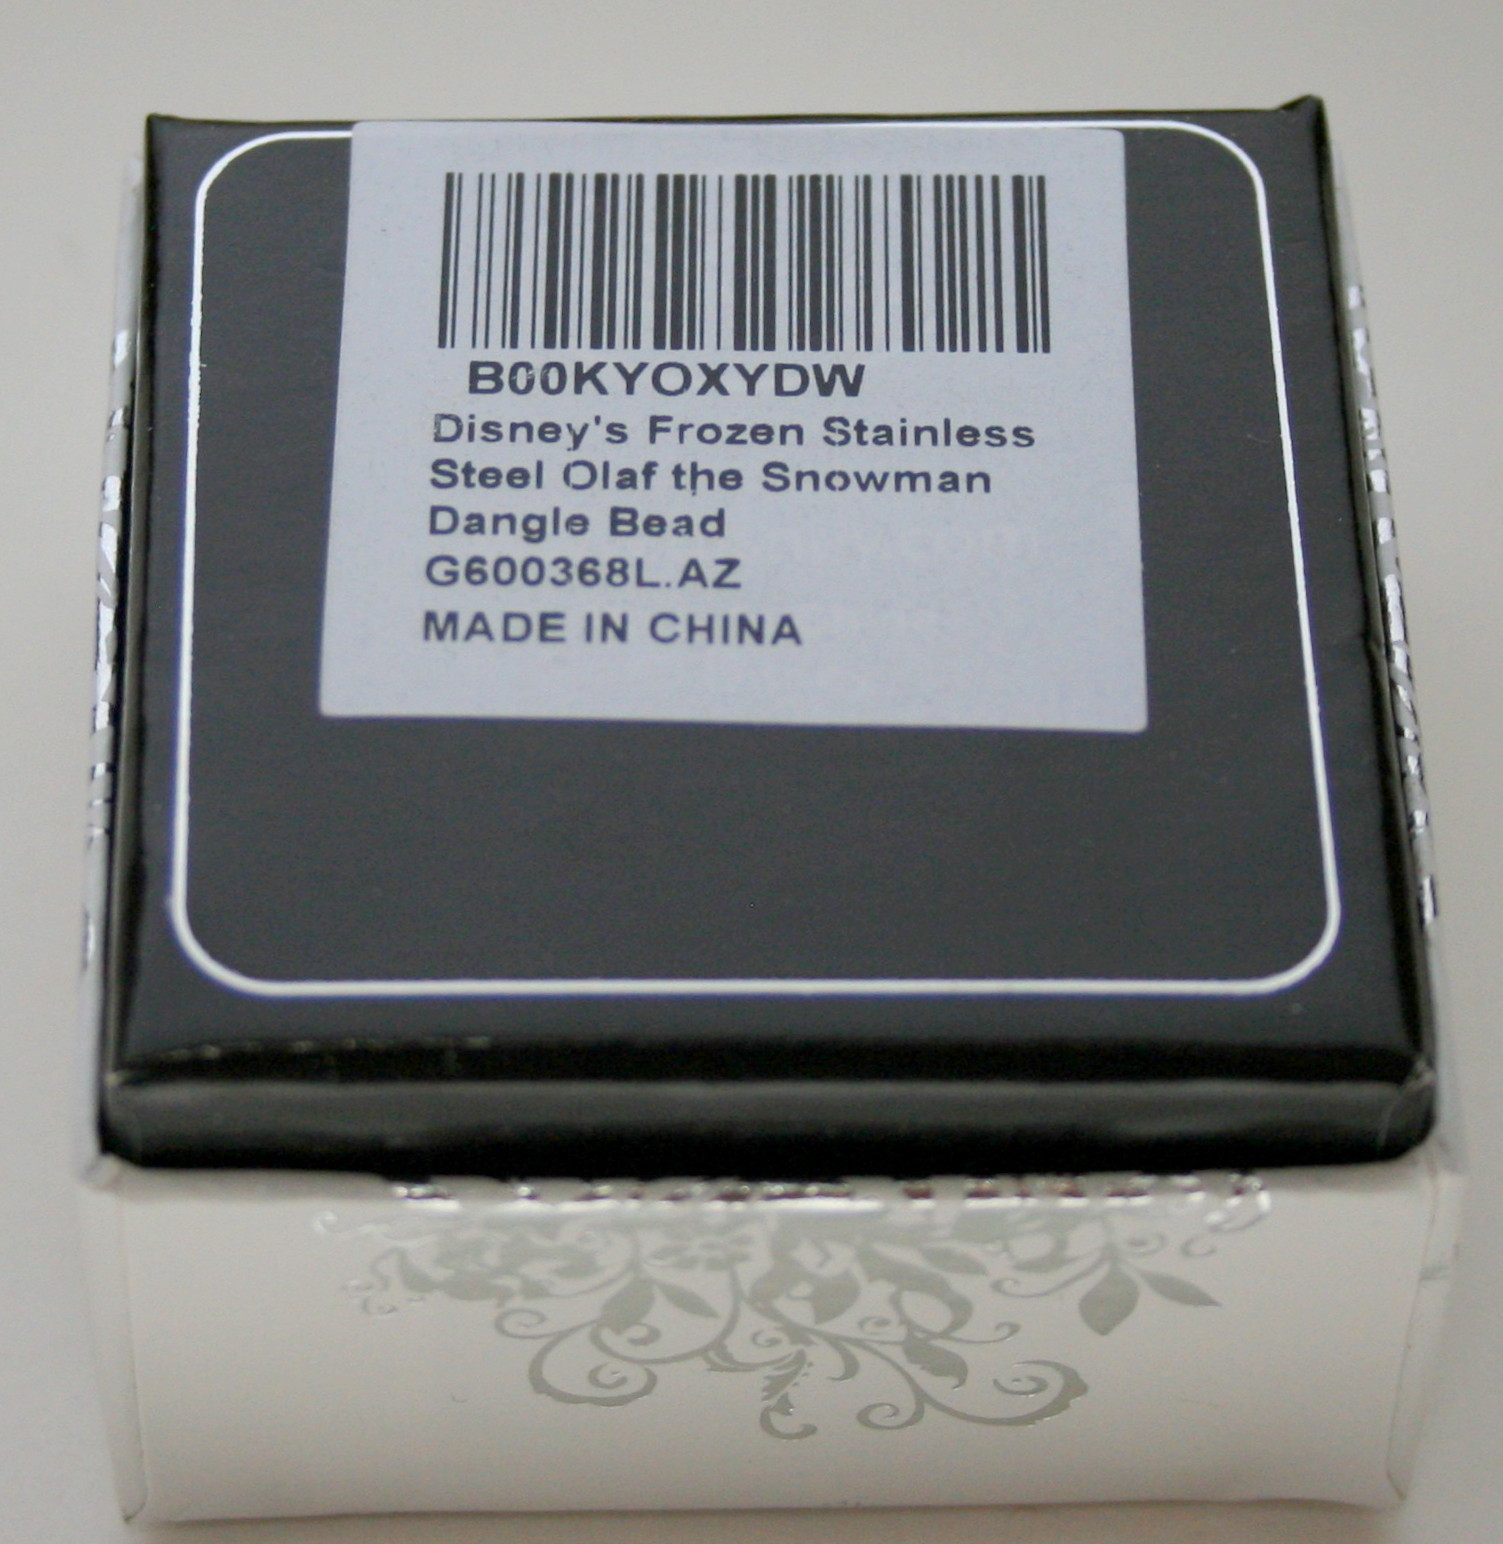 B00KYOXYDW
Disney's Frozen Stainless
Steel Olaf the Snowman
Dangle Bead
G600368L.AZ
MADE IN CHINA